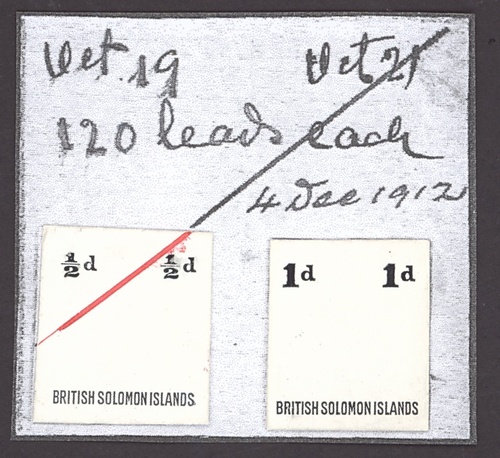 Oct. 19 Oct 21
120 leads each
4 Dec 1912
½d ½d
BRITISH SOLOMON ISLANDS.
1d 1d
BRITISH SOLOMON ISLANDS